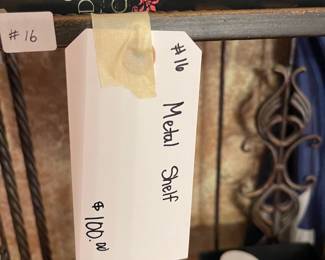 # 16
#16
Metal Shelf
$ 100.00